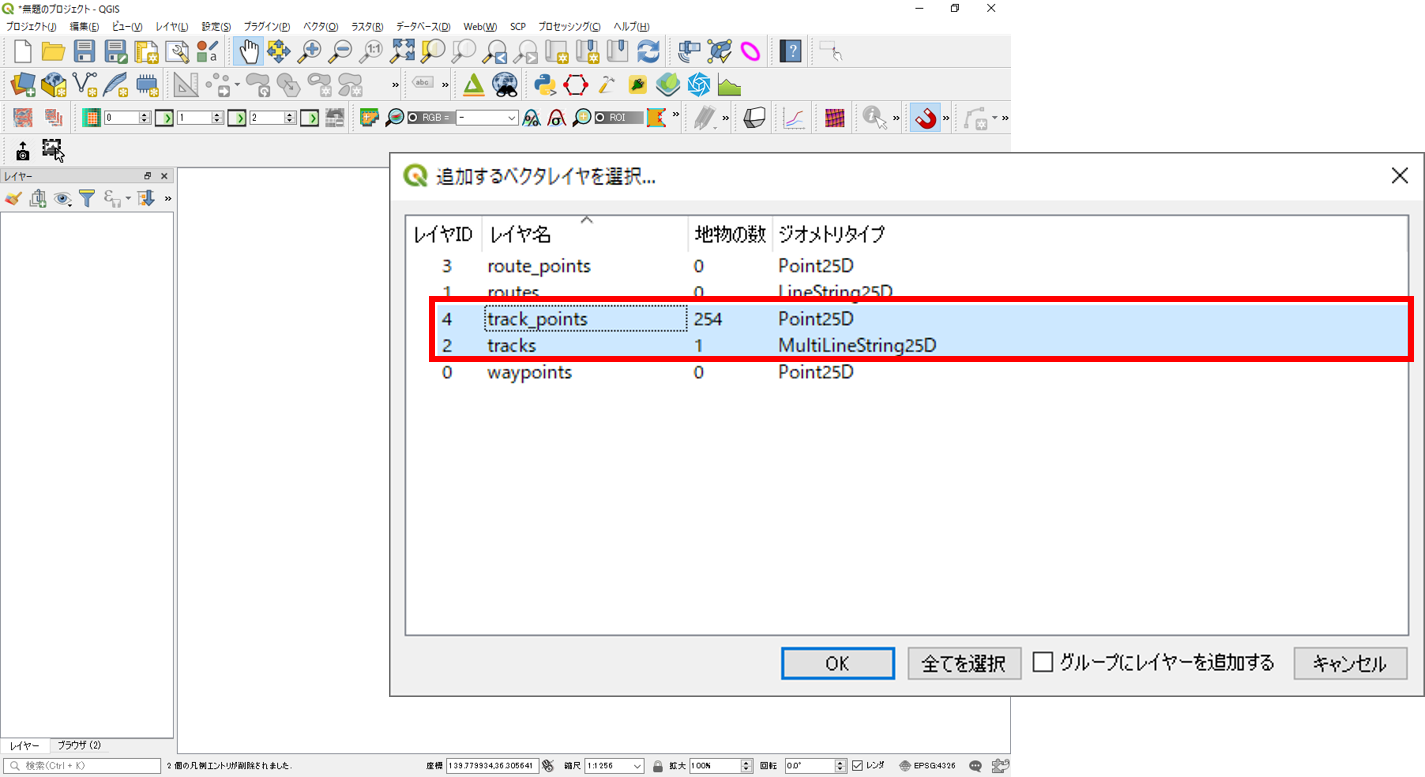 *無題のプロジェクト - QGIS
プロジェクト(J) 編集(E) ビュー(V) レイヤ(L) 設定(S) プラグイン(P) ベクタ(O) ラスタ(R) データベース(D) Web(W) SCP プロセッシング(C) ヘルプ(H)
1:1
a
abc
0 1 2 RGB = - ROI
レイヤー
追加するベクタレイヤを選択...
レイヤID レイヤ名 地物の数 ジオメトリタイプ
3 route_points 0 Point25D
1 routes 0 LineString25D
4 track_points 254 Point25D
2 tracks 1 MultiLineString25D
0 waypoints 0 Point25D
OK 全てを選択 グループにレイヤーを追加する キャンセル
レイヤー ブラウザ (2)
検索(Ctrl + K) 2 個の凡例エントリが削除されました. 座標 139.779934,36.305641 縮尺 1:1256 拡大 100% 回転 0.0° レンダ EPSG:4326